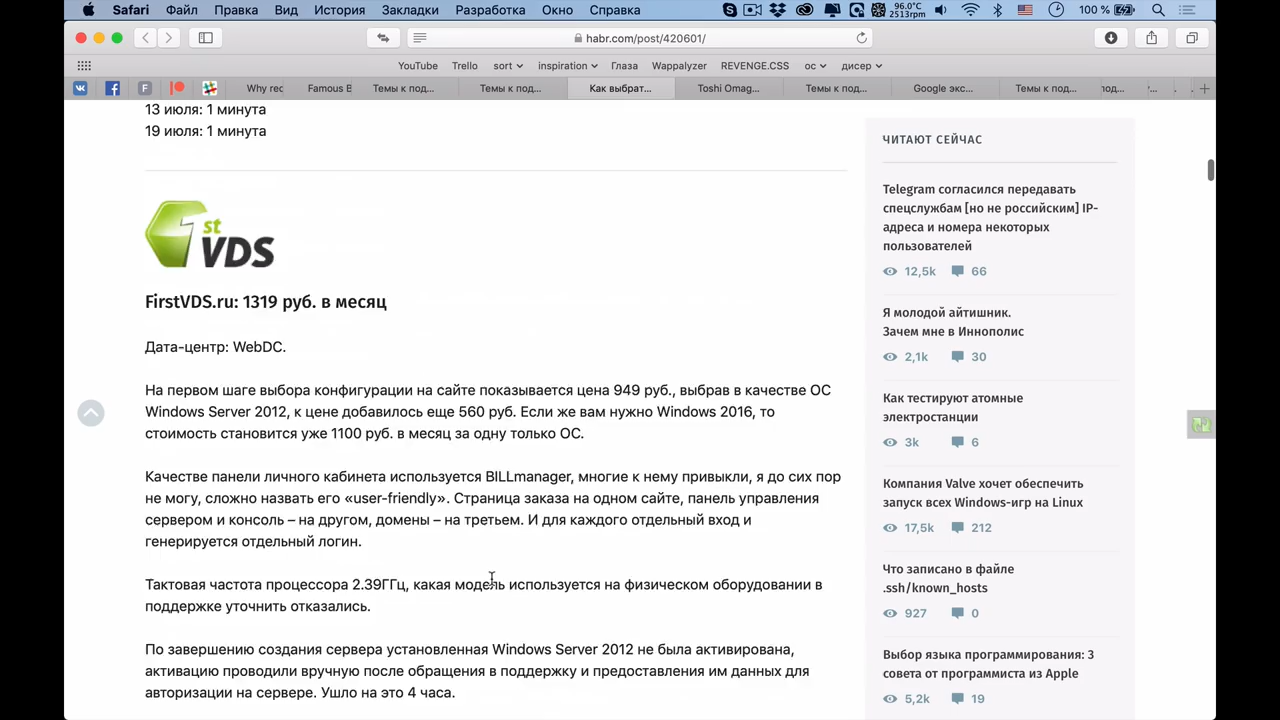 Safari Файл Правка Вид История Закладки Разработка Окно Справка 96.0°C 2513rpm 100 %
habr.com/post/420601/
YouTube Trello sort inspiration Глаза Wappalyzer REVENGE.CSS ос дисер
Why rec Famous E Темы к под... Темы к под... Как выбрат... Toshi Omag... Темы к под... Google экс... Темы к под... под...
13 июля: 1 минута
19 июля: 1 минута
1st VDS
FirstVDS.ru: 1319 руб. в месяц
Дата-центр: WebDC.
На первом шаге выбора конфигурации на сайте показывается цена 949 руб., выбрав в качестве ОС
Windows Server 2012, к цене добавилось еще 560 руб. Если же вам нужно Windows 2016, то
стоимость становится уже 1100 руб. в месяц за одну только ОС.
Качестве панели личного кабинета используется BILLmanager, многие к нему привыкли, я до сих пор
не могу, сложно назвать его «user-friendly». Страница заказа на одном сайте, панель управления
сервером и консоль – на другом, домены – на третьем. И для каждого отдельный вход и
генерируется отдельный логин.
Тактовая частота процессора 2.39ГГц, какая модель используется на физическом оборудовании в
поддержке уточнить отказались.
По завершению создания сервера установленная Windows Server 2012 не была активирована,
активацию проводили вручную после обращения в поддержку и предоставления им данных для
авторизации на сервере. Ушло на это 4 часа.
ЧИТАЮТ СЕЙЧАС
Telegram согласился передавать
спецслужбам [но не российским] IP-
адреса и номера некоторых
пользователей
12,5k 66
Я молодой айтишник.
Зачем мне в Иннополис
2,1k 30
Как тестируют атомные
электростанции
3k 6
Компания Valve хочет обеспечить
запуск всех Windows-игр на Linux
17,5k 212
Что записано в файле
.ssh/known_hosts
927 0
Выбор языка программирования: 3
совета от программиста из Apple
5,2k 19